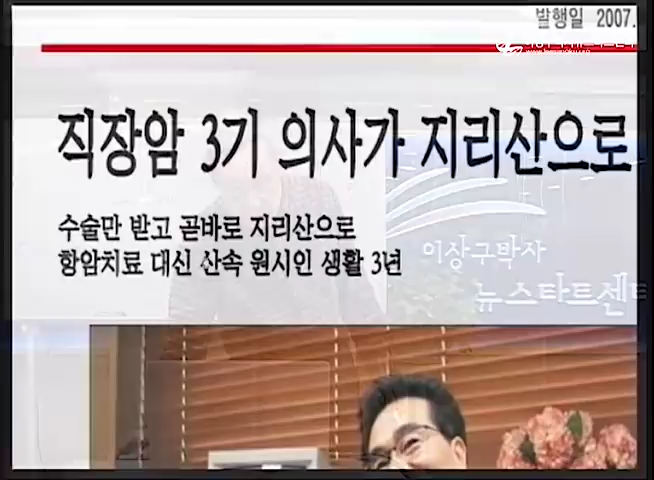 발행일 2007.
직장암 3기 의사가 지리산으로
수술만 받고 곧바로 지리산으로
항암치료 대신 산속 원시인 생활 3년
이상구박사
뉴스타트센터